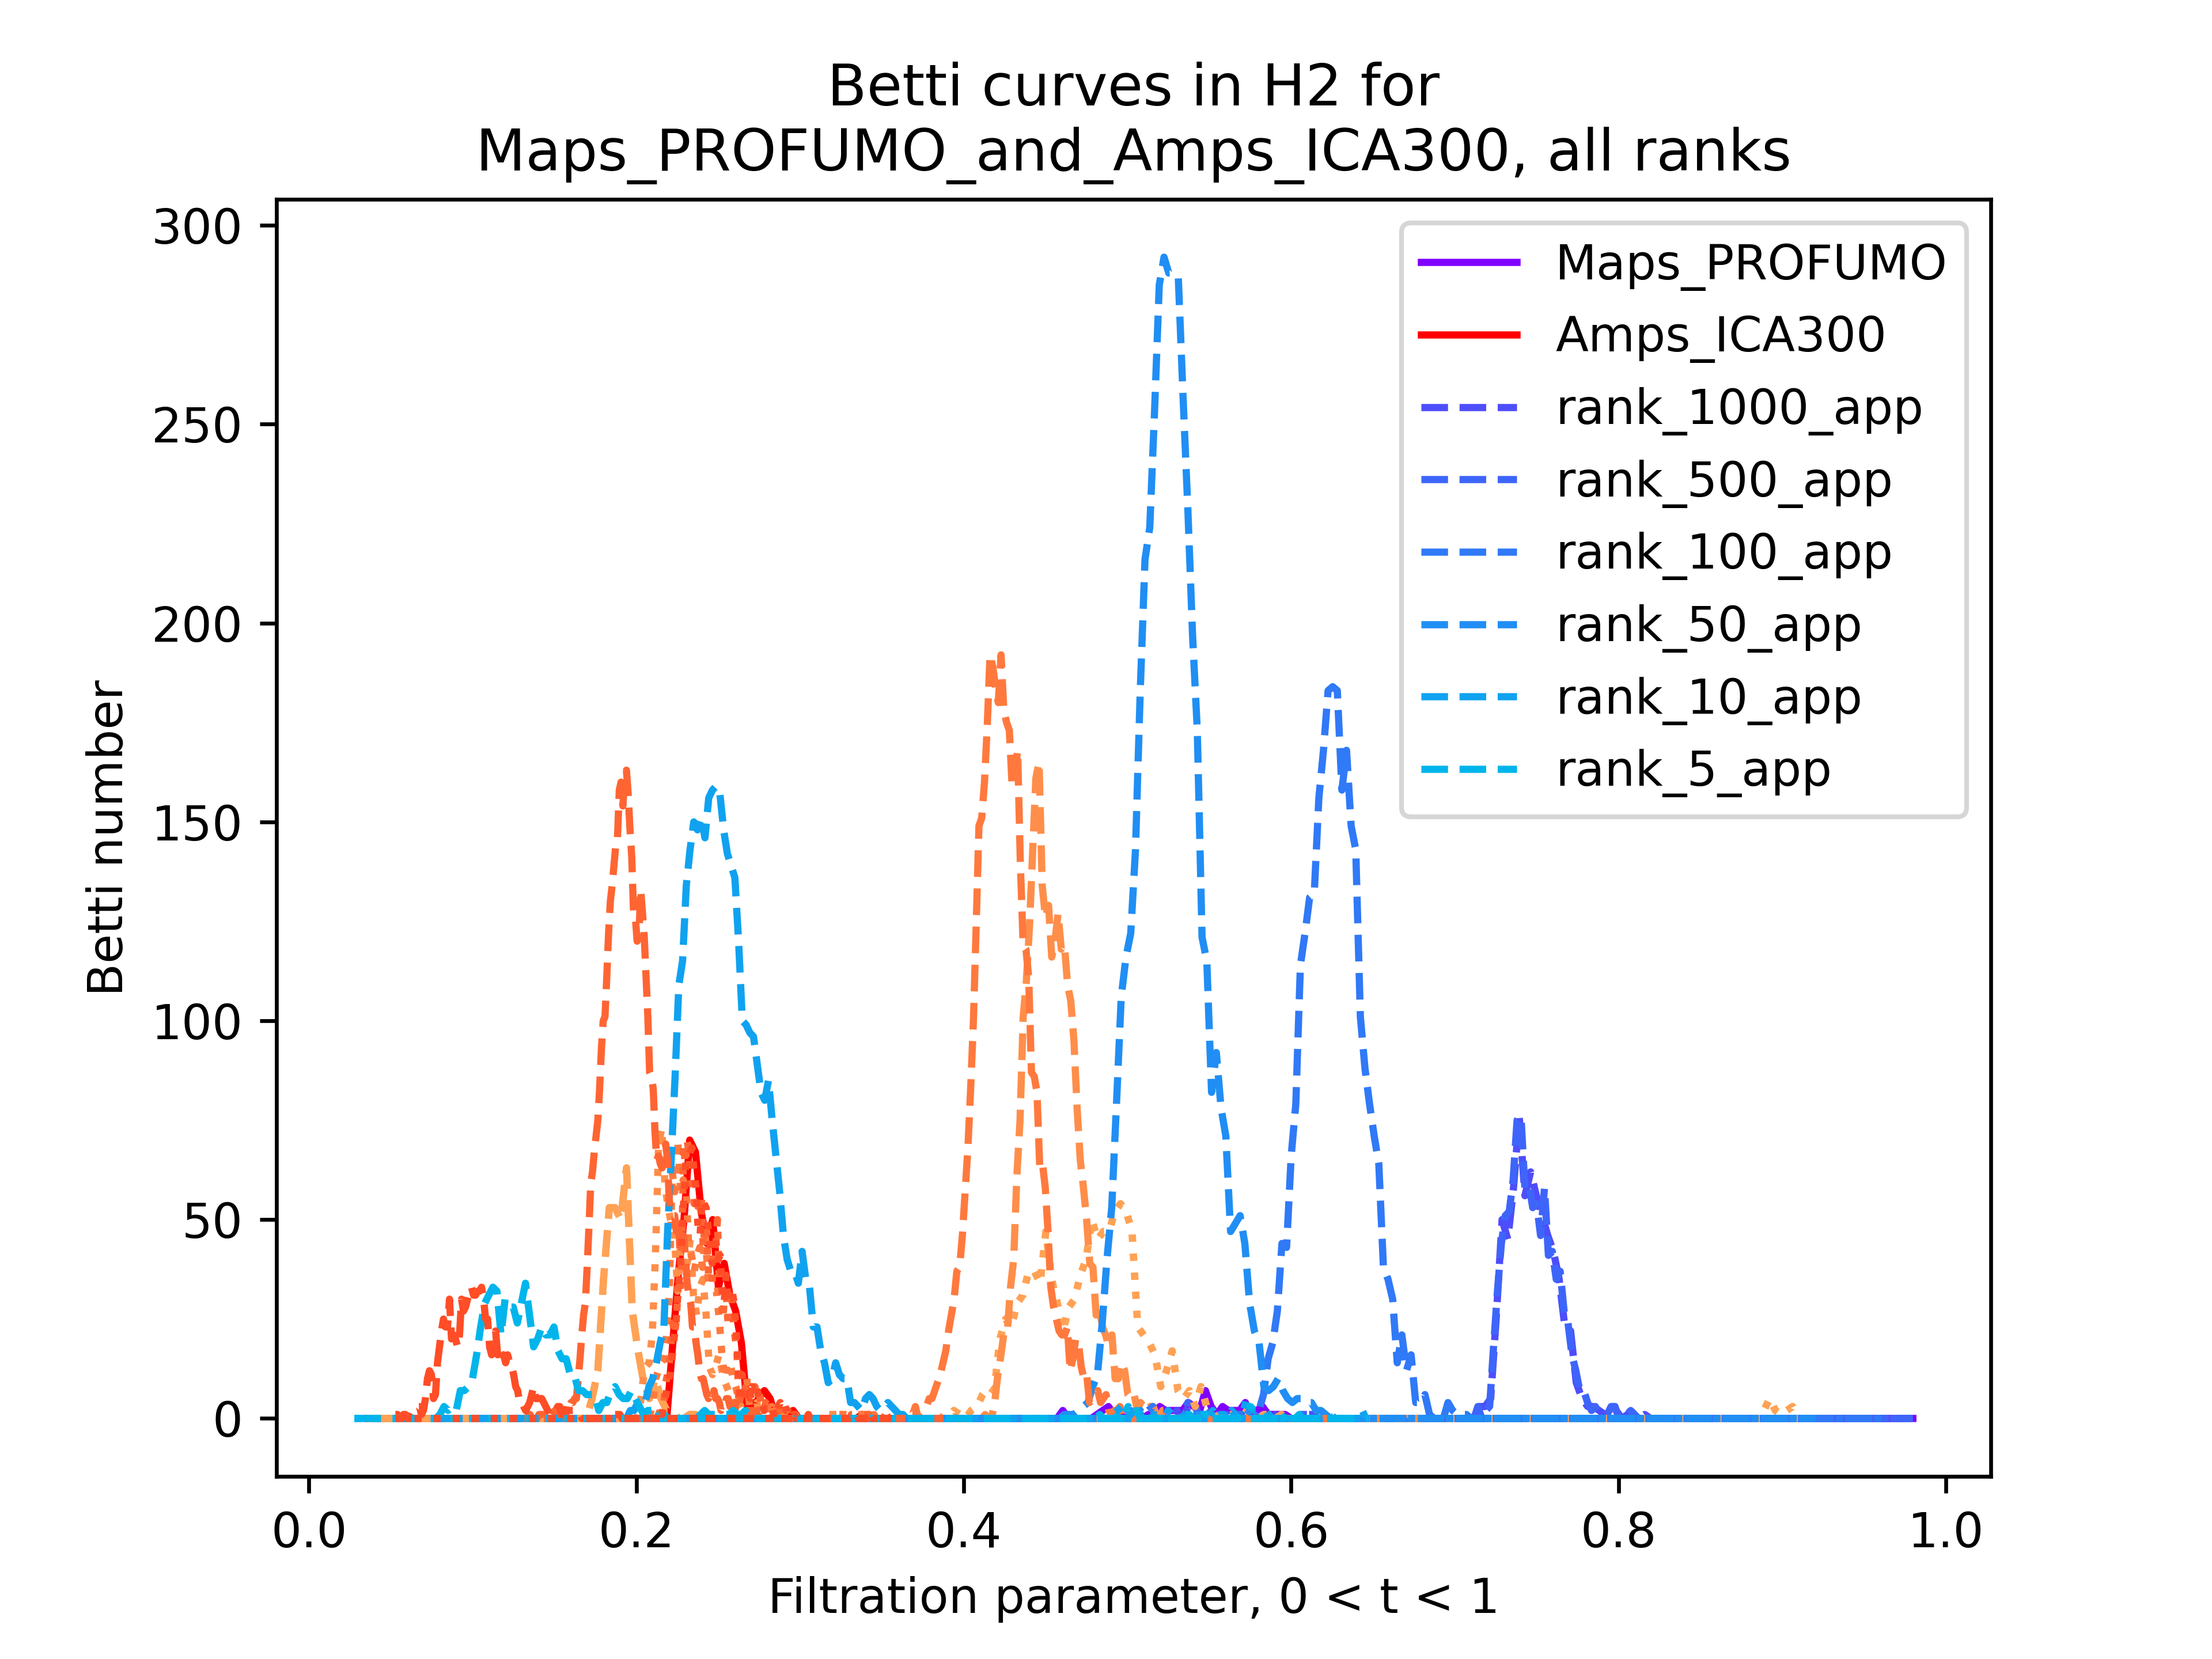 Betti curves in H2 for
Maps_PROFUMO_and_Amps_ICA300, all ranks
Betti number
300
250
200
150
100
50
0
Maps_PROFUMO
Amps_ICA300
rank_1000_app
rank_500_app
rank_100_app
rank_50_app
rank_10_app
rank_5_app
0.0 0.2 0.4 0.6 0.8 1.0
Filtration parameter, 0 < t < 1